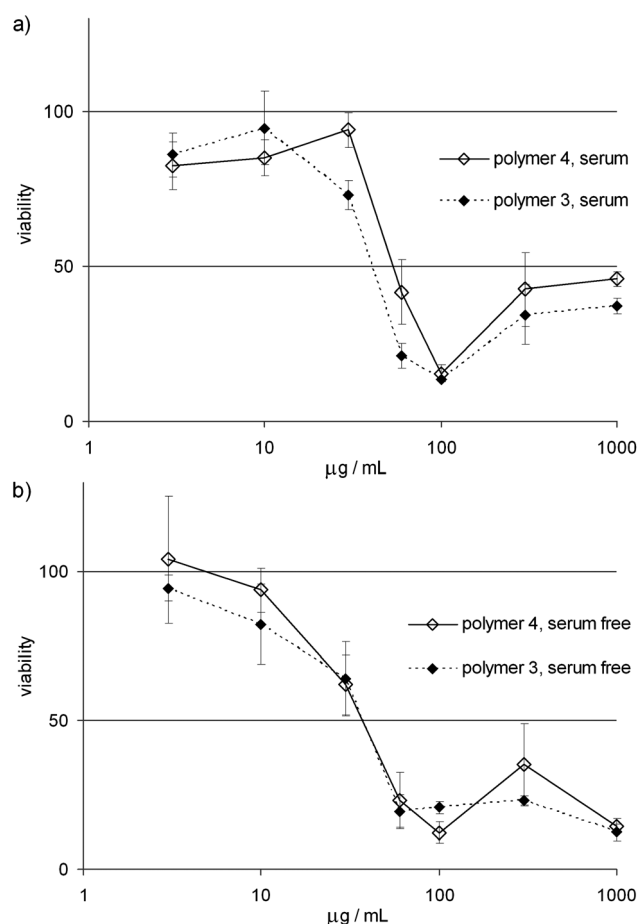 a)
100
50
0
viability
polymer 4, serum
polymer 3, serum
1 10 100 1000
μg / mL
b)
100
50
0
viability
polymer 4, serum free
polymer 3, serum free
1 10 100 1000
μg / mL